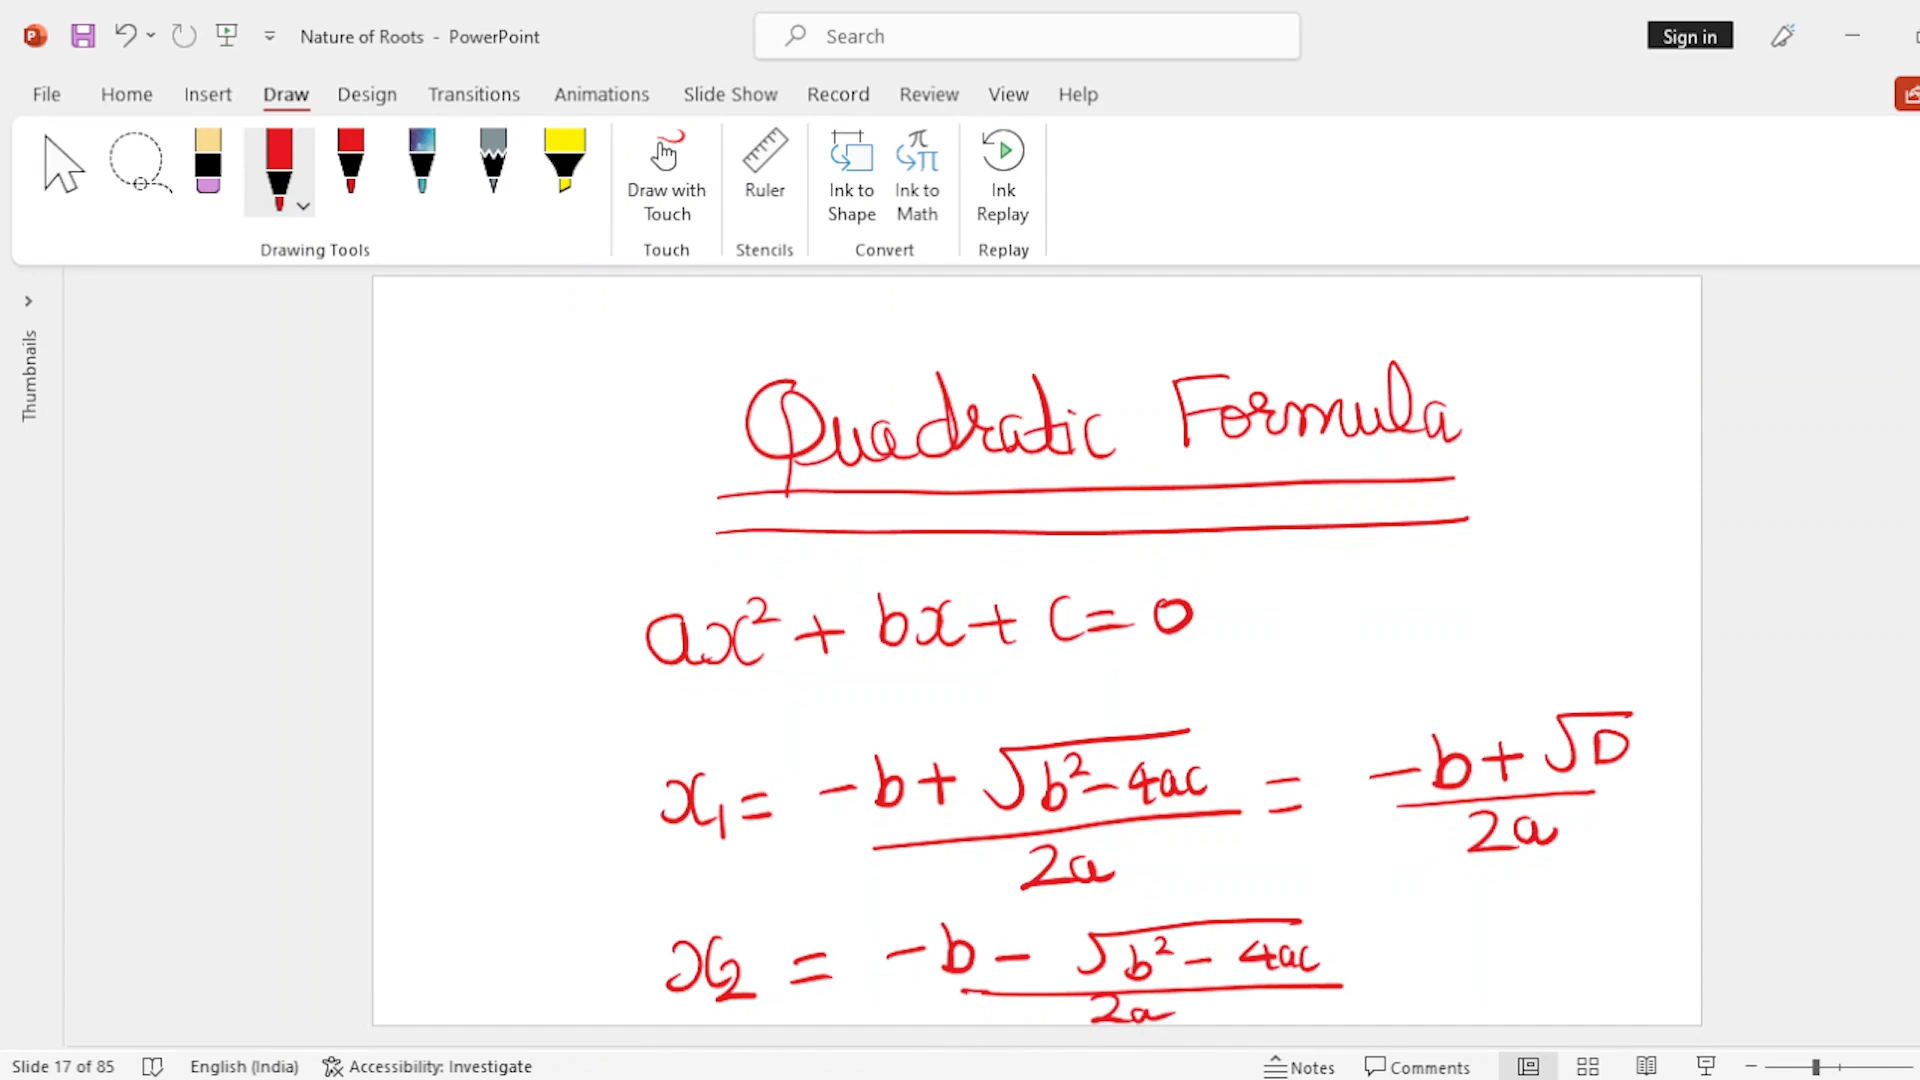 Nature of Roots - PowerPoint
Search
Sign in
File Home Insert Draw Design Transitions Animations Slide Show Record Review View Help
Draw with Touch
Ruler
Ink to Shape
Ink to Math
Ink Replay
Drawing Tools Touch Stencils Convert Replay
Thumbnails
Quadratic Formula
ax² + bx + c = 0
x₁ = (-b + √(b² - 4ac)) / 2a = (-b + √D) / 2a
x₂ = (-b - √(b² - 4ac)) / 2a
Slide 17 of 85 English (India) Accessibility: Investigate Notes Comments